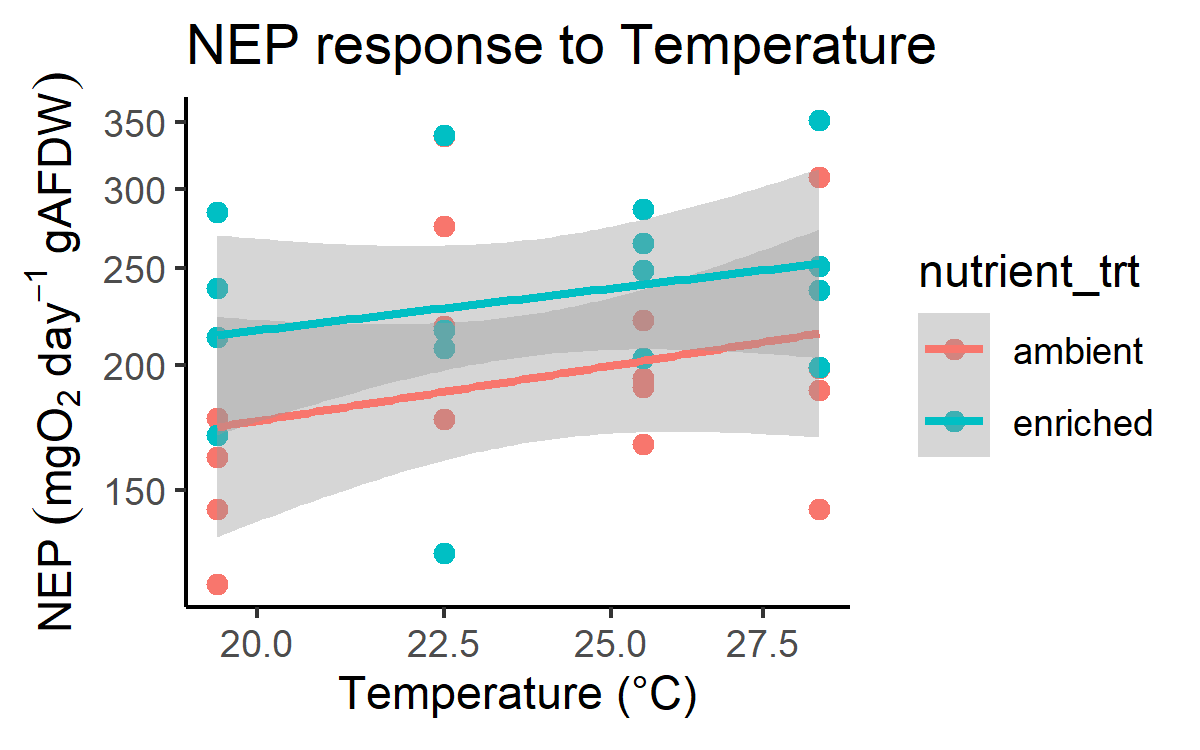 NEP response to Temperature
NEP (mgO₂ day⁻¹ gAFDW)
350
300
250
200
150
20.0 22.5 25.0 27.5
Temperature (°C)
nutrient_trt
ambient
enriched